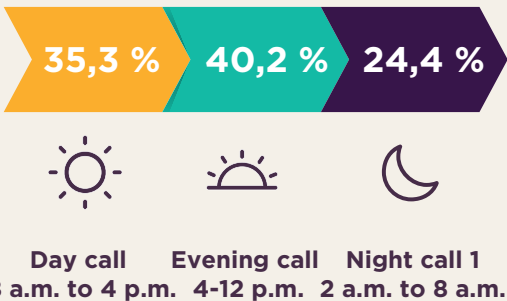 35,3 % 40,2 % 24,4 %
Day call Evening call Night call 1
8 a.m. to 4 p.m. 4-12 p.m. 2 a.m. to 8 a.m.